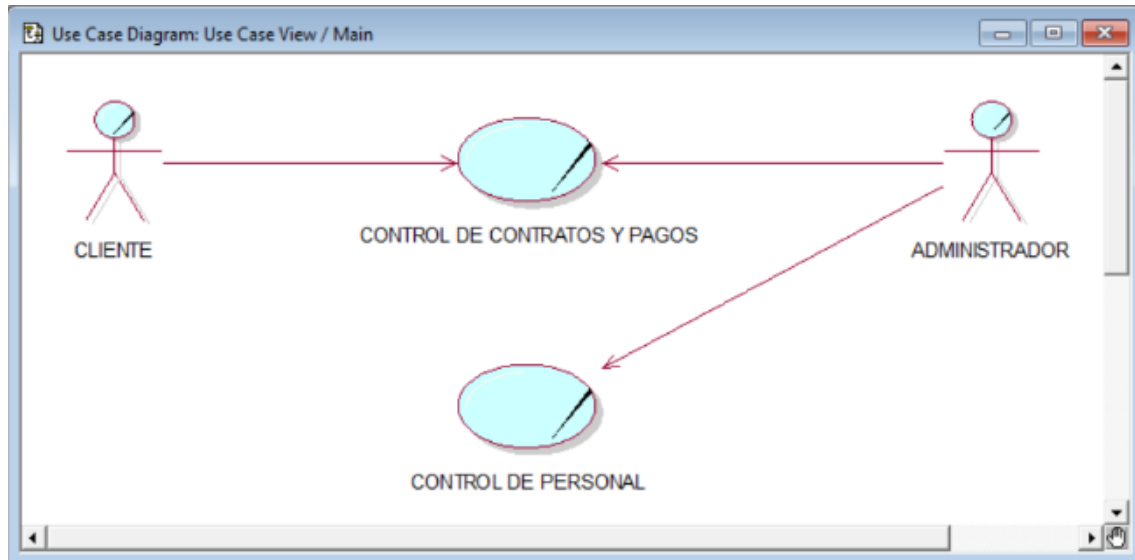 Use Case Diagram: Use Case View / Main
CONTROL DE CONTRATOS Y PAGOS
CLIENTE
ADMINISTRADOR
CONTROL DE PERSONAL